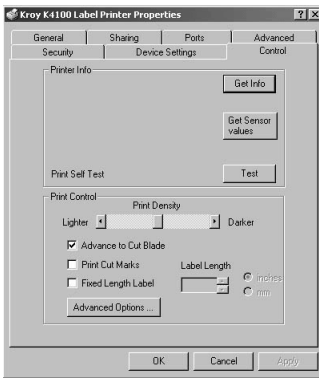 Kroy K4100 Label Printer Properties
General Sharing Ports Advanced
Security Device Settings Control
Printer Info
Get Info
Get Sensor
values
Print Self Test Test
Print Control
Print Density
Lighter Darker
Advance to Cut Blade
Print Cut Marks Label Length
Fixed Length Label inches
mm
Advanced Options ...
OK Cancel Apply